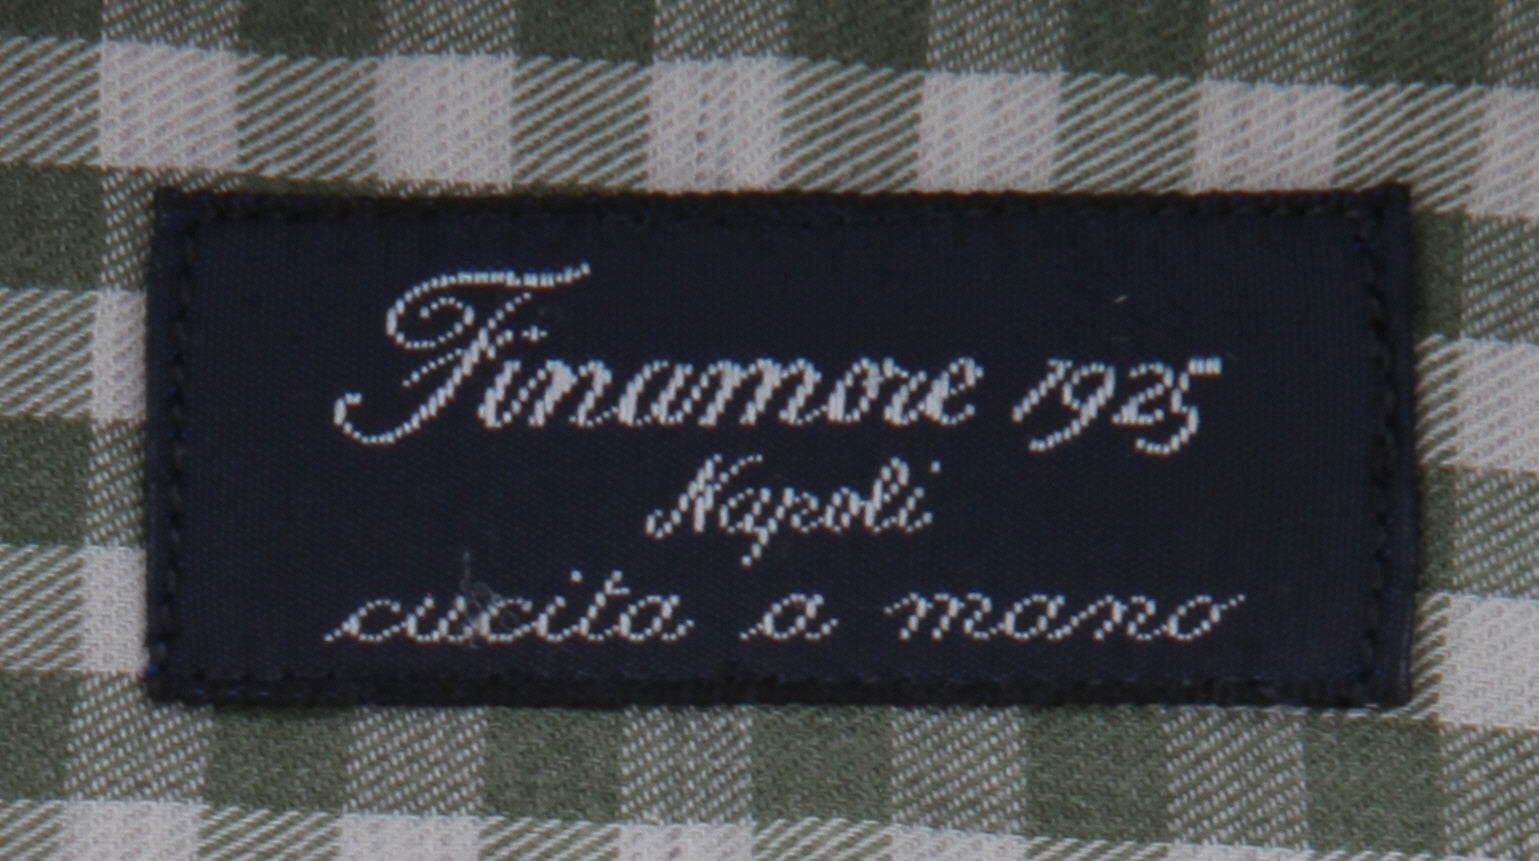 Finamore 1925
Napoli
cucita a mano